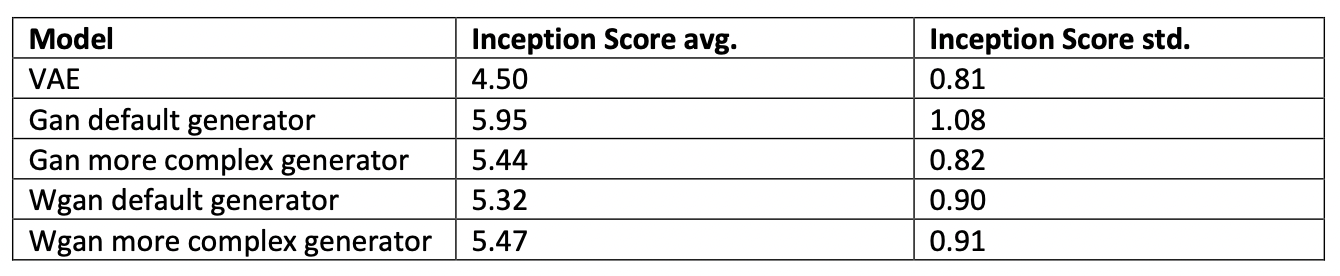 Model Inception Score avg. Inception Score std.
VAE 4.50 0.81
Gan default generator 5.95 1.08
Gan more complex generator 5.44 0.82
Wgan default generator 5.32 0.90
Wgan more complex generator 5.47 0.91